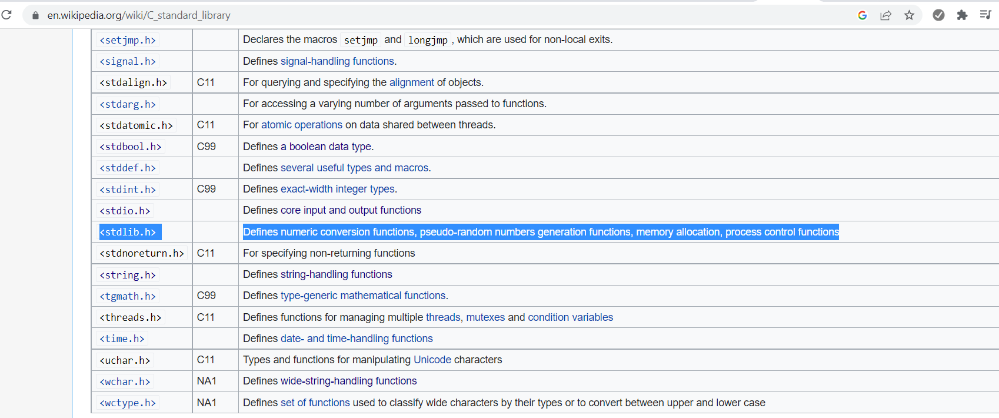 en.wikipedia.org/wiki/C_standard_library
<setjmp.h> Declares the macros setjmp and longjmp, which are used for non-local exits.
<signal.h> Defines signal-handling functions.
<stdalign.h> C11 For querying and specifying the alignment of objects.
<stdarg.h> For accessing a varying number of arguments passed to functions.
<stdatomic.h> C11 For atomic operations on data shared between threads.
<stdbool.h> C99 Defines a boolean data type.
<stddef.h> Defines several useful types and macros.
<stdint.h> C99 Defines exact-width integer types.
<stdio.h> Defines core input and output functions
<stdlib.h> Defines numeric conversion functions, pseudo-random numbers generation functions, memory allocation, process control functions
<stdnoreturn.h> C11 For specifying non-returning functions
<string.h> Defines string-handling functions
<tgmath.h> C99 Defines type-generic mathematical functions.
<threads.h> C11 Defines functions for managing multiple threads, mutexes and condition variables
<time.h> Defines date- and time-handling functions
<uchar.h> C11 Types and functions for manipulating Unicode characters
<wchar.h> NA1 Defines wide-string-handling functions
<wctype.h> NA1 Defines set of functions used to classify wide characters by their types or to convert between upper and lower case